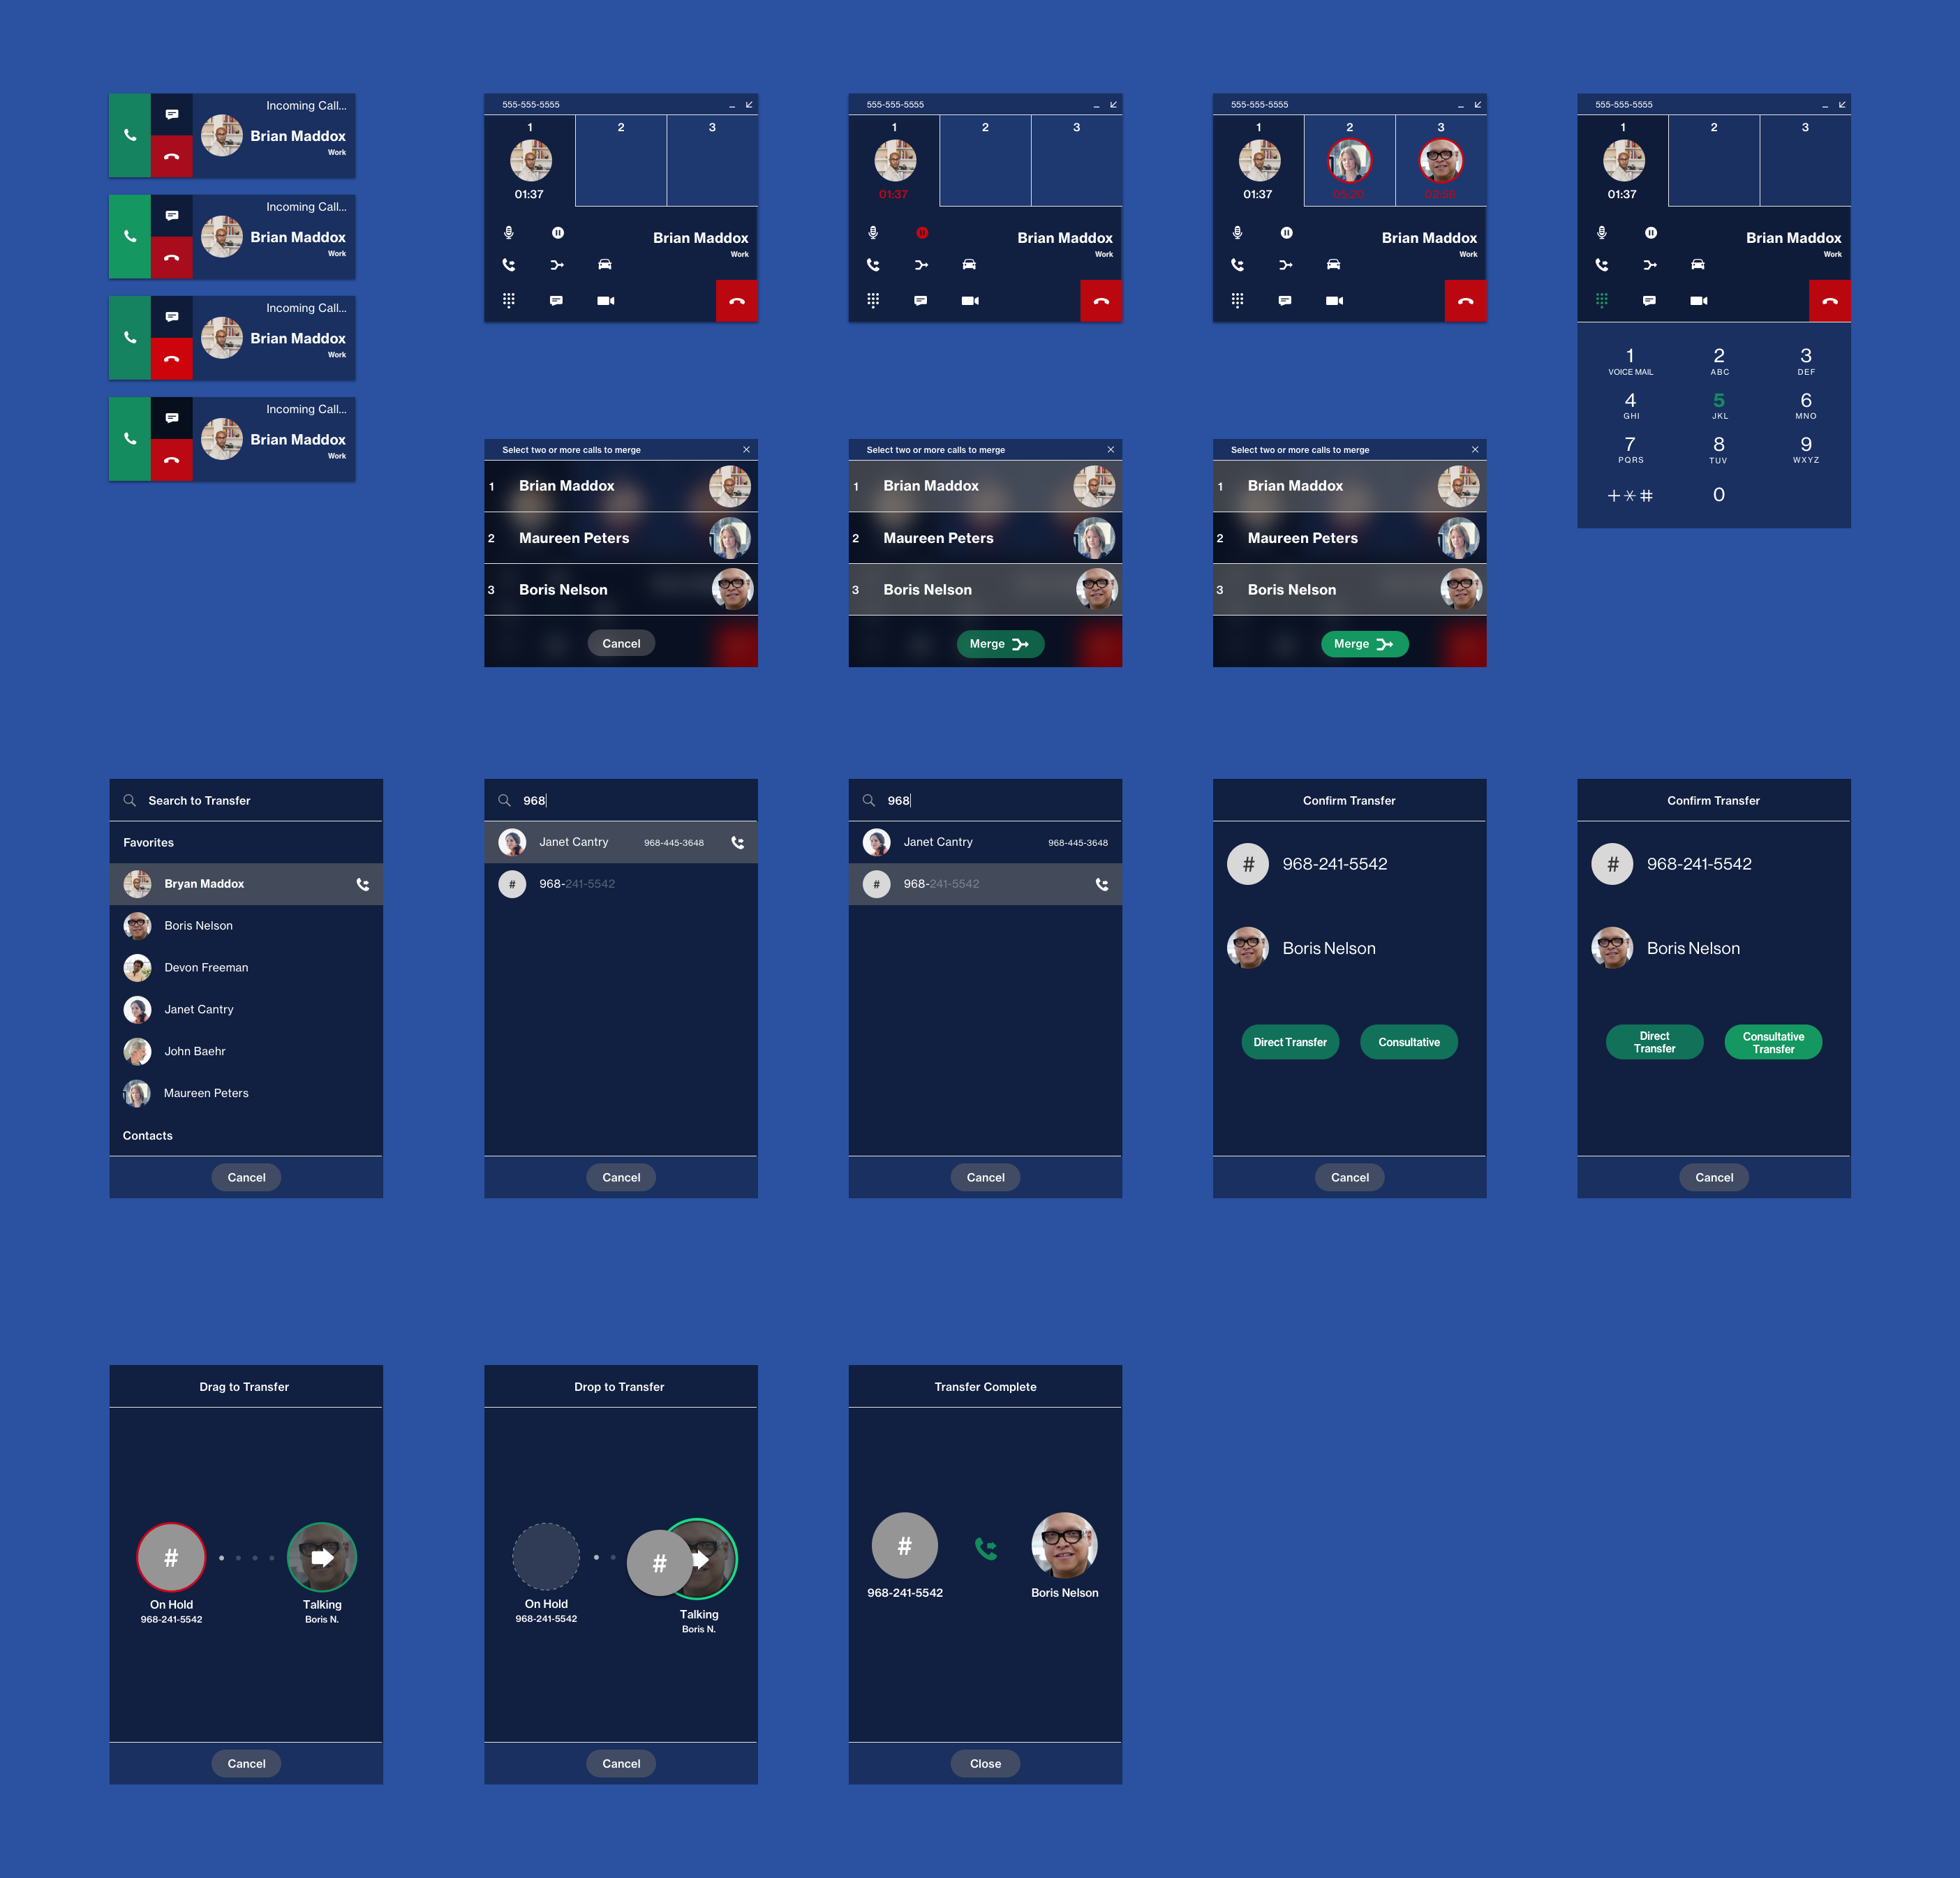 Incoming Call...
Brian Maddox
Work
Incoming Call...
Brian Maddox
Work
Incoming Call...
Brian Maddox
Work
Incoming Call...
Brian Maddox
Work
555-555-5555
1 2 3
01:37
Brian Maddox
Work
555-555-5555
1 2 3
01:37
Brian Maddox
Work
555-555-5555
1 2 3
01:37
Brian Maddox
Work
555-555-5555
1 2 3
01:37
Brian Maddox
Work
1 2 3
VOICE MAIL ABC DEF
4 5 6
GHI JKL MNO
7 8 9
PQRS TUV WXYZ
+*# 0
Select two or more calls to merge
1 Brian Maddox
2 Maureen Peters
3 Boris Nelson
Cancel
Select two or more calls to merge
1 Brian Maddox
2 Maureen Peters
3 Boris Nelson
Merge
Select two or more calls to merge
1 Brian Maddox
2 Maureen Peters
3 Boris Nelson
Merge
Search to Transfer
Favorites
Bryan Maddox
Boris Nelson
Devon Freeman
Janet Cantry
John Baehr
Maureen Peters
Contacts
Cancel
968
Janet Cantry 968-445-3648
# 968-241-5542
Cancel
968
Janet Cantry 968-445-3648
# 968-241-5542
Cancel
Confirm Transfer
# 968-241-5542
Boris Nelson
Direct Transfer Consultative
Cancel
Confirm Transfer
# 968-241-5542
Boris Nelson
Direct Transfer
Consultative Transfer
Cancel
Drag to Transfer
#
On Hold Talking
968-241-5542 Boris N.
Cancel
Drop to Transfer
#
On Hold
968-241-5542
Talking
Boris N.
Cancel
Transfer Complete
#
968-241-5542 Boris Nelson
Close